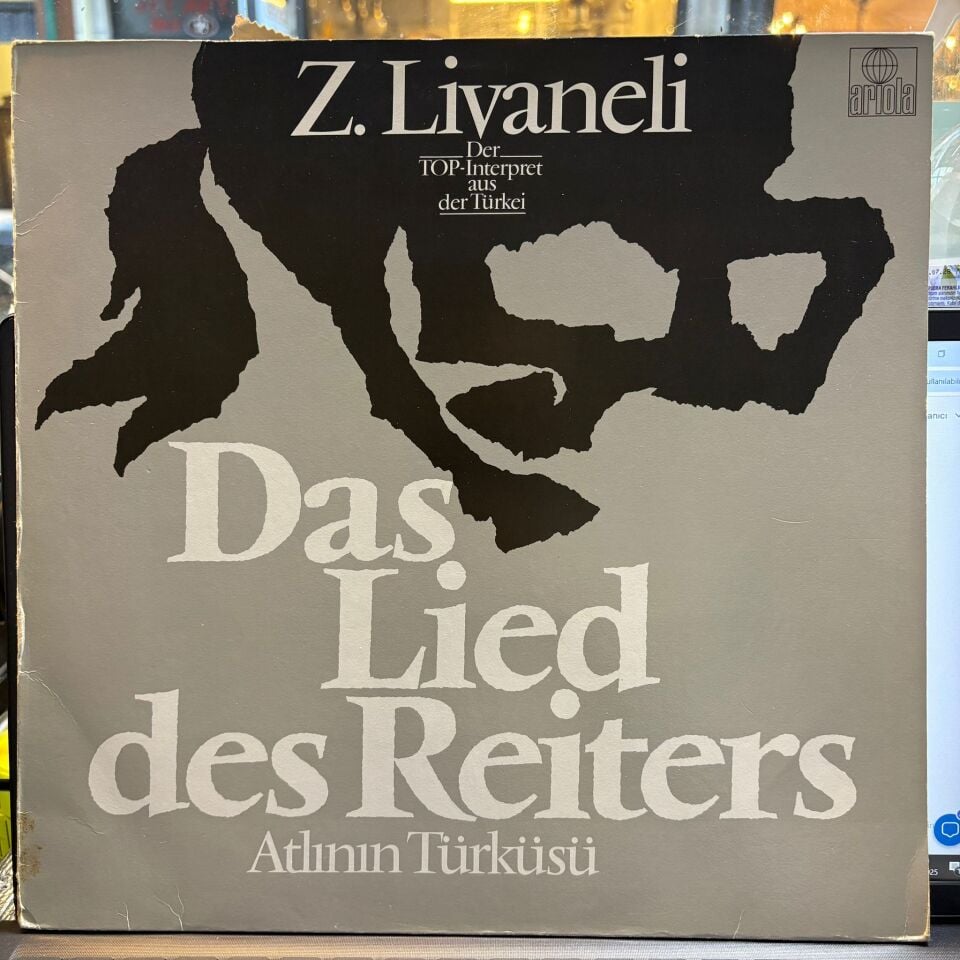 Z. Livaneli
Der
TOP-Interpret
aus
der Türkei
ariola
Das
Lied
des Reiters
Atlının Türküsü